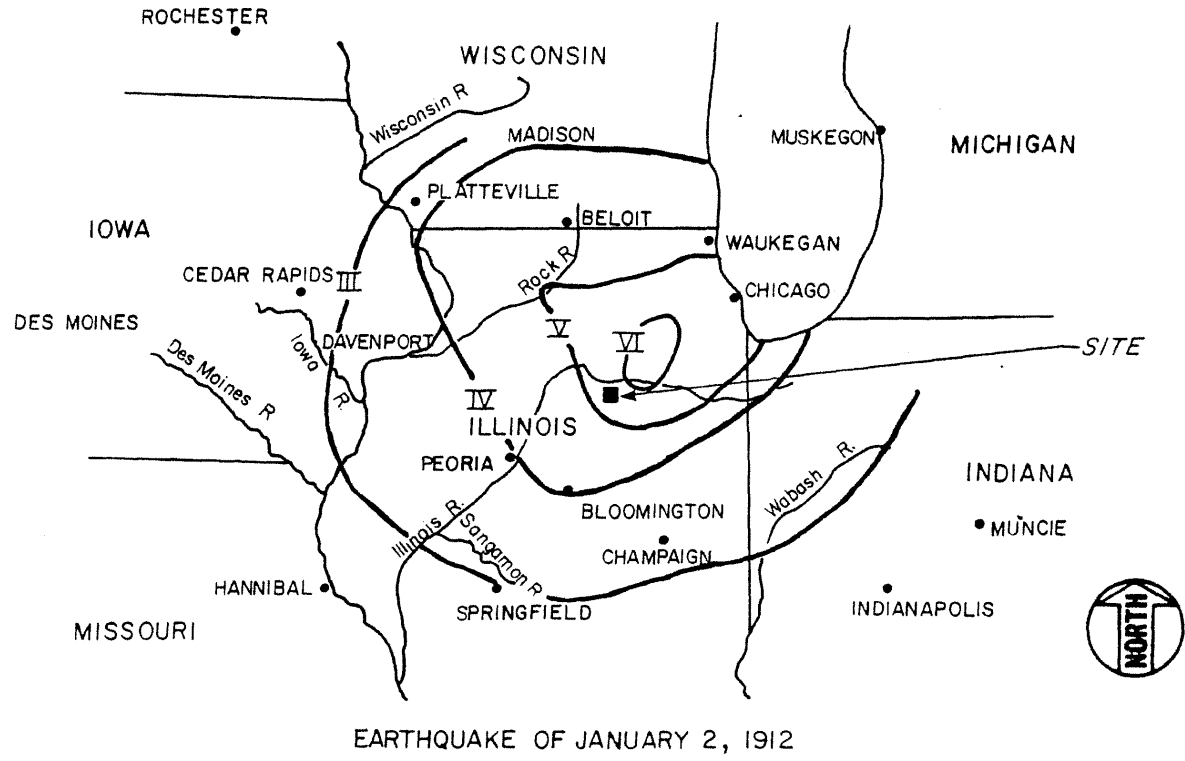 ROCHESTER
WISCONSIN
Wisconsin R
MADISON
MUSKEGON
MICHIGAN
PLATTEVILLE
BELOIT
IOWA
WAUKEGAN
Rock R
CEDAR RAPIDS
III
CHICAGO
DES MOINES
V
DAVENPORT
VI
SITE
Iowa R.
Des Moines R
IV
ILLINOIS
PEORIA
INDIANA
Wabash R.
BLOOMINGTON
Illinois R.
Sangamon R
MUNCIE
CHAMPAIGN
HANNIBAL
SPRINGFIELD
INDIANAPOLIS
MISSOURI
NORTH
EARTHQUAKE OF JANUARY 2, 1912